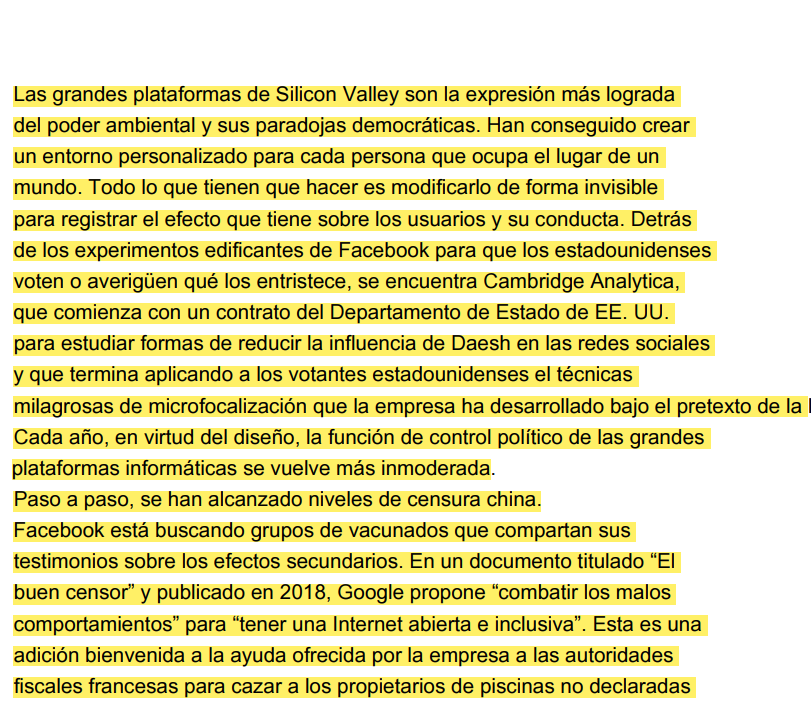 Las grandes plataformas de Silicon Valley son la expresión más lograda
del poder ambiental y sus paradojas democráticas. Han conseguido crear
un entorno personalizado para cada persona que ocupa el lugar de un
mundo. Todo lo que tienen que hacer es modificarlo de forma invisible
para registrar el efecto que tiene sobre los usuarios y su conducta. Detrás
de los experimentos edificantes de Facebook para que los estadounidenses
voten o averigüen qué los entristece, se encuentra Cambridge Analytica,
que comienza con un contrato del Departamento de Estado de EE. UU.
para estudiar formas de reducir la influencia de Daesh en las redes sociales
y que termina aplicando a los votantes estadounidenses el técnicas
milagrosas de microfocalización que la empresa ha desarrollado bajo el pretexto de la
Cada año, en virtud del diseño, la función de control político de las grandes
plataformas informáticas se vuelve más inmoderada.
Paso a paso, se han alcanzado niveles de censura china.
Facebook está buscando grupos de vacunados que compartan sus
testimonios sobre los efectos secundarios. En un documento titulado “El
buen censor” y publicado en 2018, Google propone “combatir los malos
comportamientos” para “tener una Internet abierta e inclusiva”. Esta es una
adición bienvenida a la ayuda ofrecida por la empresa a las autoridades
fiscales francesas para cazar a los propietarios de piscinas no declaradas